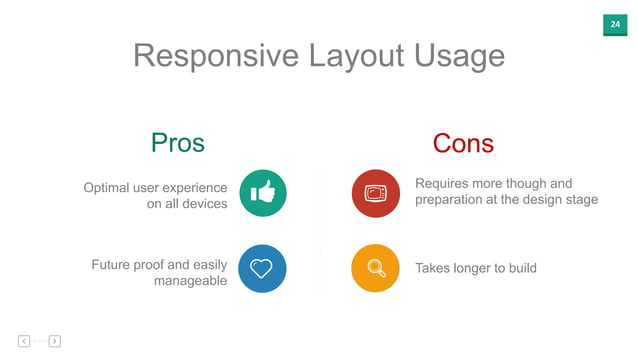 24
Responsive Layout Usage
Pros
Optimal user experience
on all devices
Future proof and easily
manageable
Cons
Requires more though and
preparation at the design stage
Takes longer to build